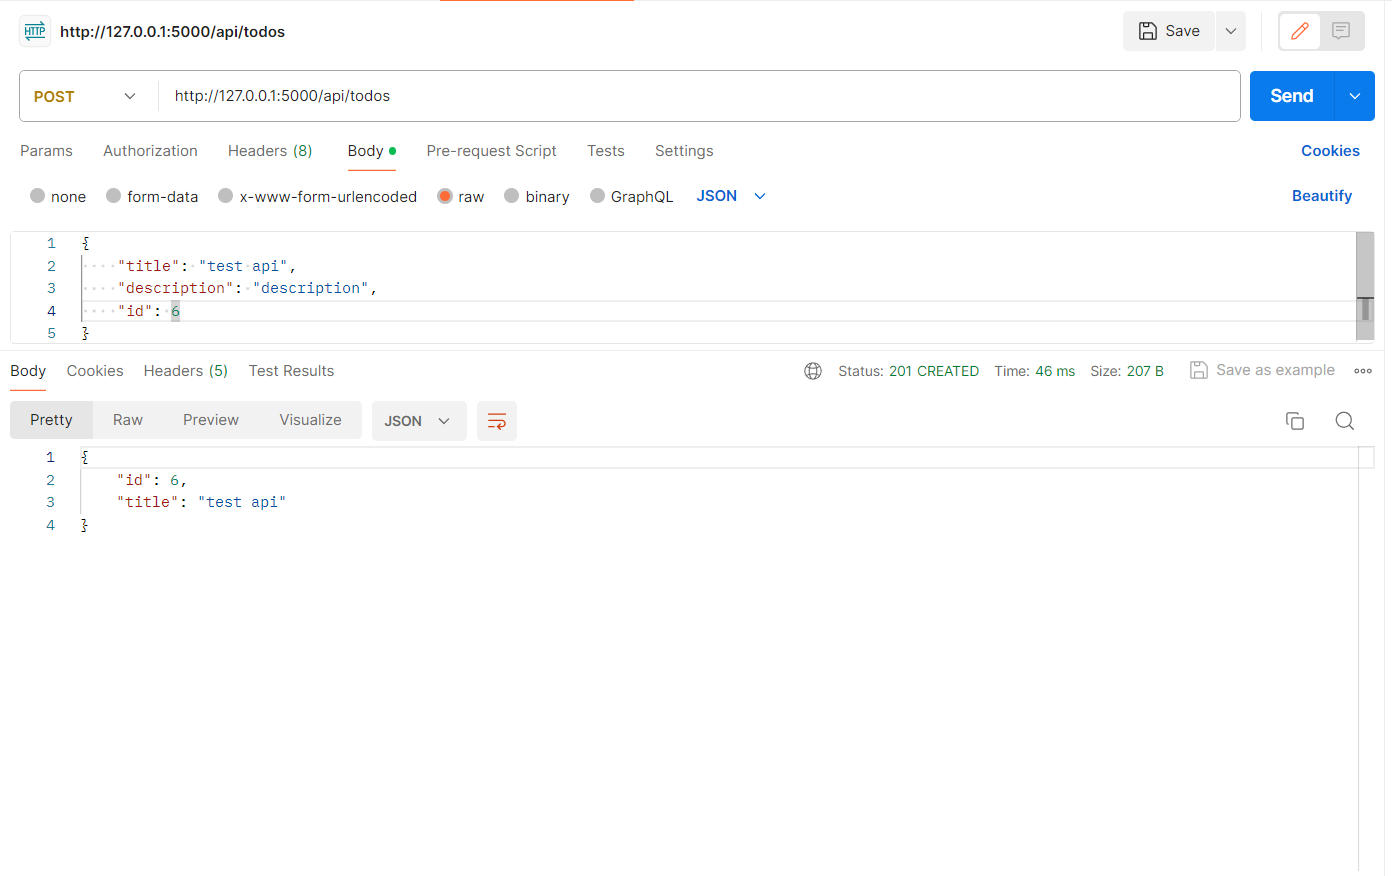 HTTP http://127.0.0.1:5000/api/todos Save
POST http://127.0.0.1:5000/api/todos Send
Params Authorization Headers (8) Body Pre-request Script Tests Settings Cookies
none form-data x-www-form-urlencoded raw binary GraphQL JSON Beautify
1 {
2 "title": "test api",
3 "description": "description",
4 "id": 6
5 }
Body Cookies Headers (5) Test Results Status: 201 CREATED Time: 46 ms Size: 207 B Save as example
Pretty Raw Preview Visualize JSON
1 {
2 "id": 6,
3 "title": "test api"
4 }